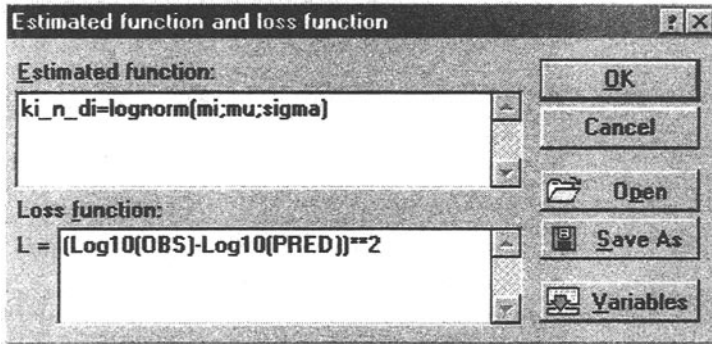 Estimated function and loss function
? X
Estimated function:
OK
ki_n_di=lognorm(mi;mu;sigma)
Cancel
Open
Loss function:
L = (Log10(OBS)-Log10(PRED))**2
Save As
Variables